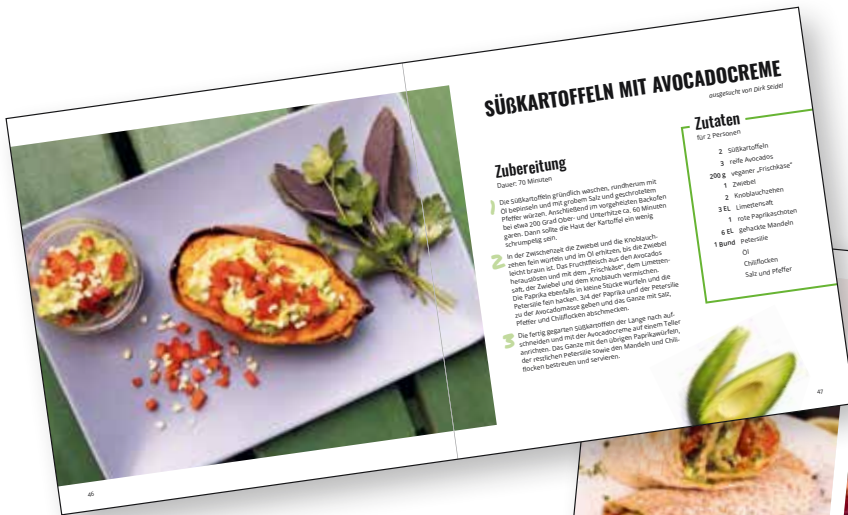 SÜßKARTOFFELN MIT AVOCADOCREME
ausgesucht von Dirk Seidel
Zubereitung
Dauer: 70 Minuten
1 Die Süßkartoffeln gründlich waschen, rundherum mit
Öl bepinseln und mit grobem Salz und geschrotetem
Pfeffer würzen. Anschließend im vorgeheizten Backofen
bei etwa 200 Grad Ober- und Unterhitze ca. 60 Minuten
garen. Dann sollte die Haut der Kartoffel ein wenig
schrumpelig sein.
2 In der Zwischenzeit die Zwiebel und die Knoblauch-
zehen fein würfeln und im Öl erhitzen, bis die Zwiebel
leicht braun ist. Das Fruchtfleisch aus den Avocados
herauslösen und mit dem „Frischkäse", dem Limetten-
saft, der Zwiebel und dem Knoblauch vermischen.
Die Paprika ebenfalls in kleine Stücke würfeln und die
Petersilie fein hacken. 3/4 der Paprika und der Petersilie
zu der Avocadomasse geben und das Ganze mit Salz,
Pfeffer und Chiliflocken abschmecken.
3 Die fertig gegarten Süßkartoffeln der Länge nach auf-
schneiden und mit der Avocadocreme auf einem Teller
anrichten. Das Ganze mit den übrigen Paprikawürfeln,
der restlichen Petersilie sowie den Mandeln und Chili-
flocken bestreuen und servieren.
Zutaten
für 2 Personen
2 Süßkartoffeln
3 reife Avocados
200 g veganer „Frischkäse"
1 Zwiebel
2 Knoblauchzehen
3 EL Limettensaft
1 rote Paprikaschoten
6 EL gehackte Mandeln
1 Bund Petersilie
Öl
Chiliflocken
Salz und Pfeffer
46
47